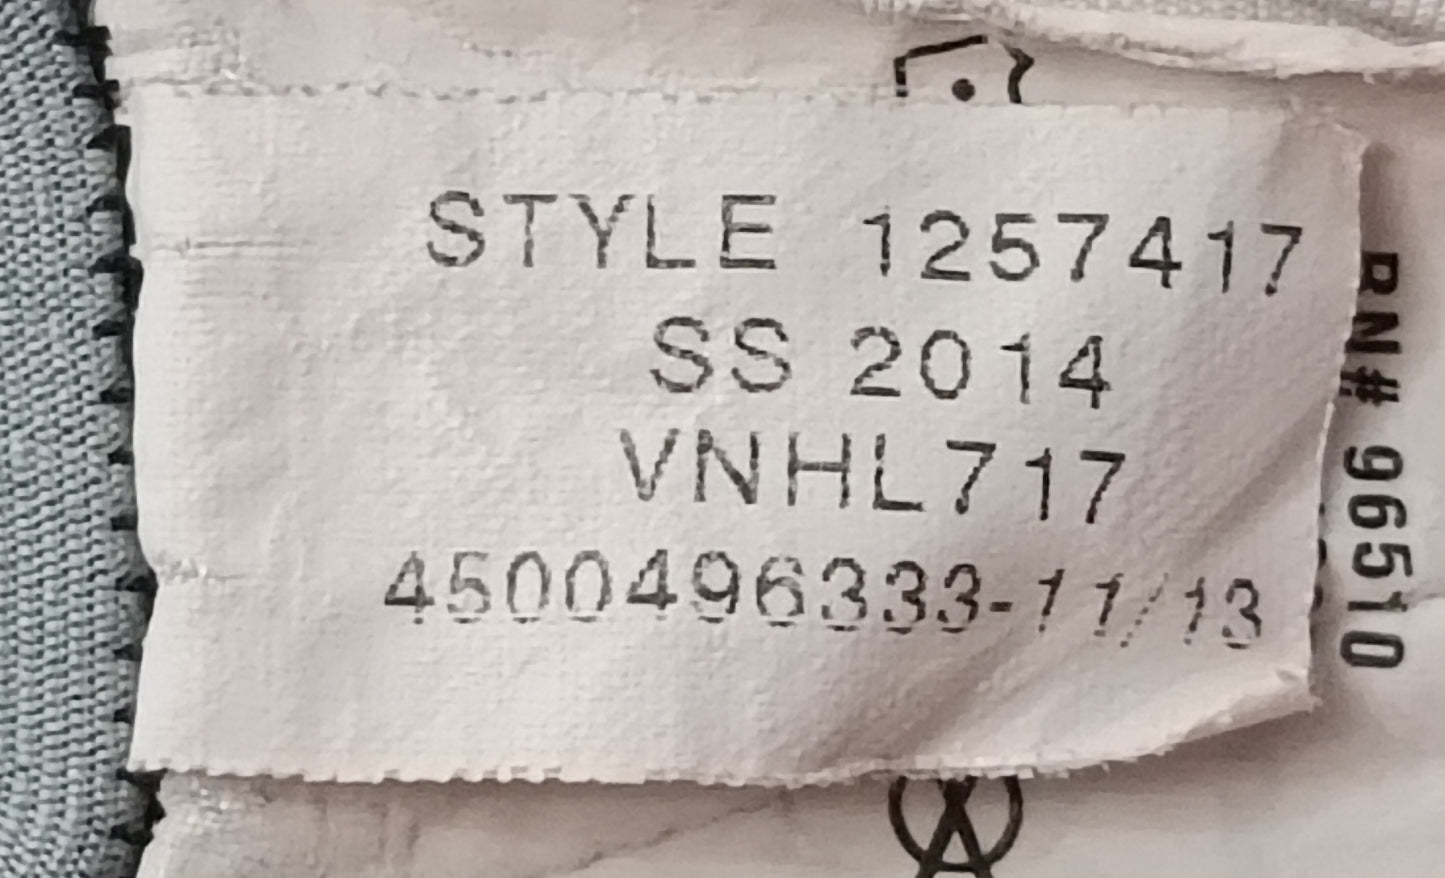 STYLE 1257417
SS 2014
VNHL717
4500496333-11/13
RN# 96510